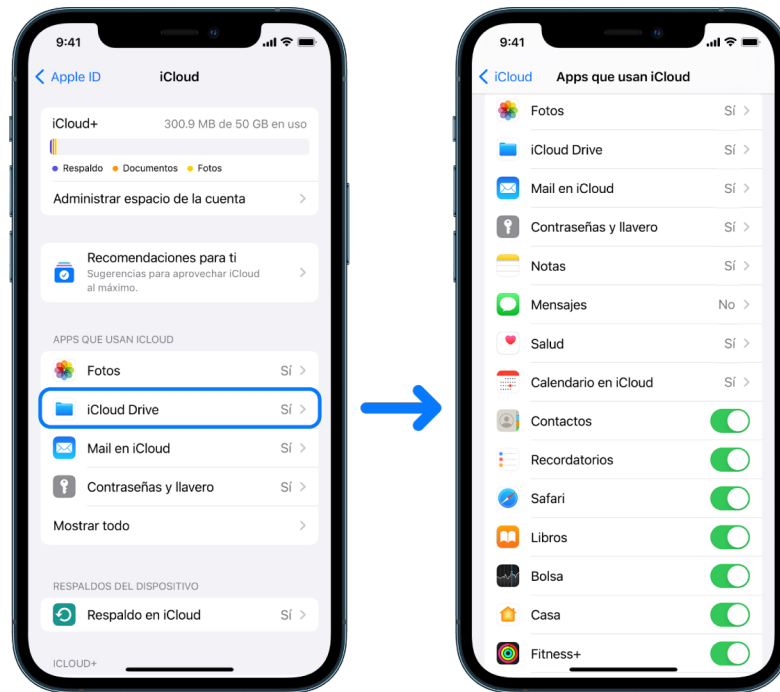 9:41
Apple ID
iCloud
iCloud+ 300.9 MB de 50 GB en uso
Respaldo Documentos Fotos
Administrar espacio de la cuenta
Recomendaciones para ti
Sugerencias para aprovechar iCloud
al máximo.
APPS QUE USAN ICLOUD
Fotos Sí
iCloud Drive Sí
Mail en iCloud Sí
Contraseñas y llavero Sí
Mostrar todo
RESPALDOS DEL DISPOSITIVO
Respaldo en iCloud Sí
ICLOUD+
9:41
iCloud
Apps que usan iCloud
Fotos Sí
iCloud Drive Sí
Mail en iCloud Sí
Contraseñas y llavero Sí
Notas Sí
Mensajes No
Salud Sí
Calendario en iCloud Sí
Contactos
Recordatorios
Safari
Libros
Bolsa
Casa
Fitness+